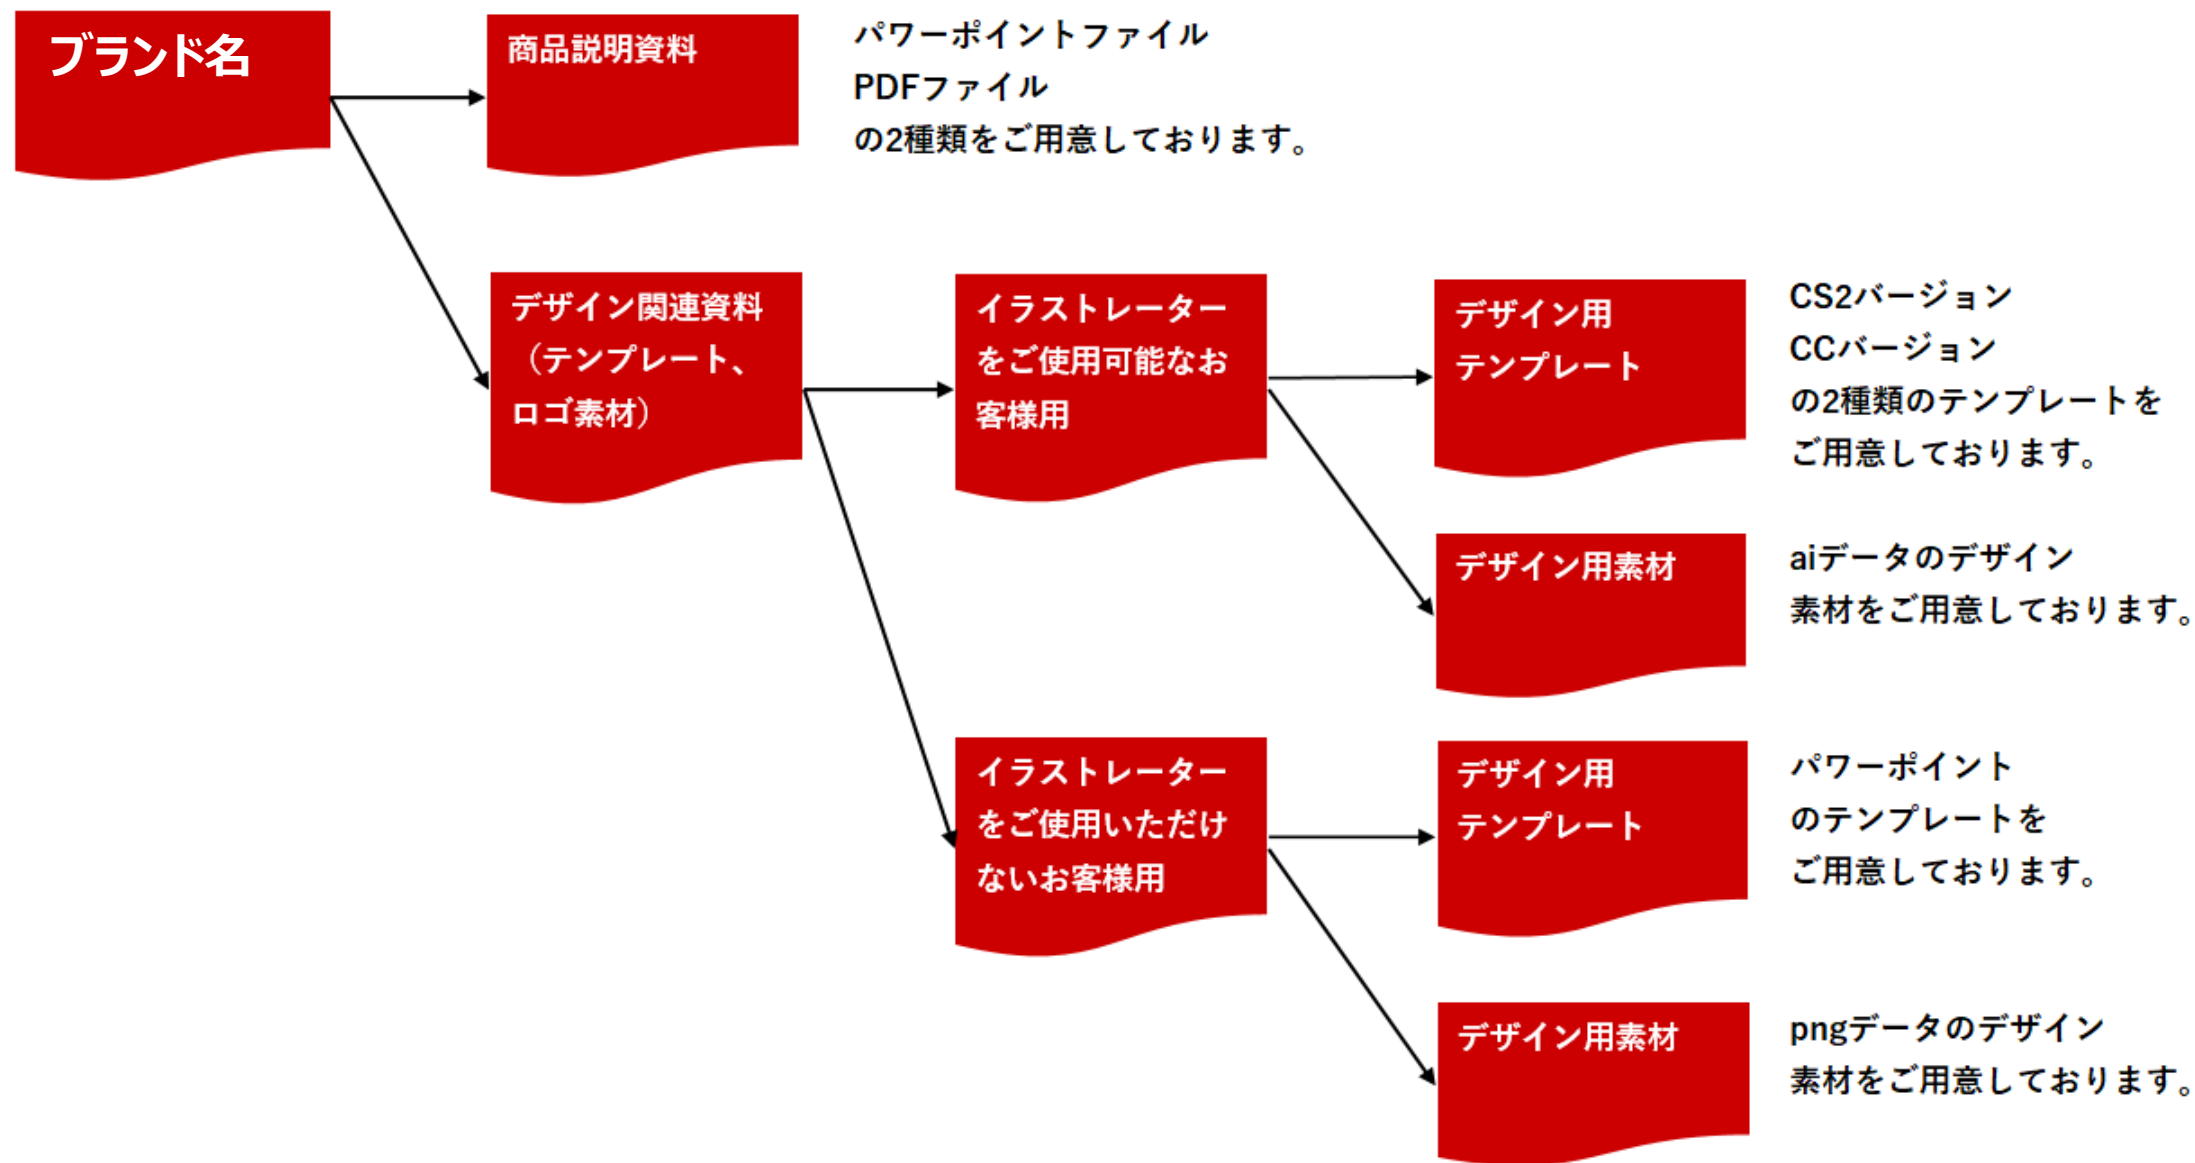 ブランド名
商品説明資料
パワーポイントファイル
PDFファイル
の2種類をご用意しております。
デザイン関連資料
（テンプレート、
ロゴ素材）
イラストレーター
をご使用可能なお
客様用
デザイン用
テンプレート
CS2バージョン
CCバージョン
の2種類のテンプレートを
ご用意しております。
デザイン用素材
aiデータのデザイン
素材をご用意しております。
イラストレーター
をご使用いただけ
ないお客様用
デザイン用
テンプレート
パワーポイント
のテンプレートを
ご用意しております。
デザイン用素材
pngデータのデザイン
素材をご用意しております。